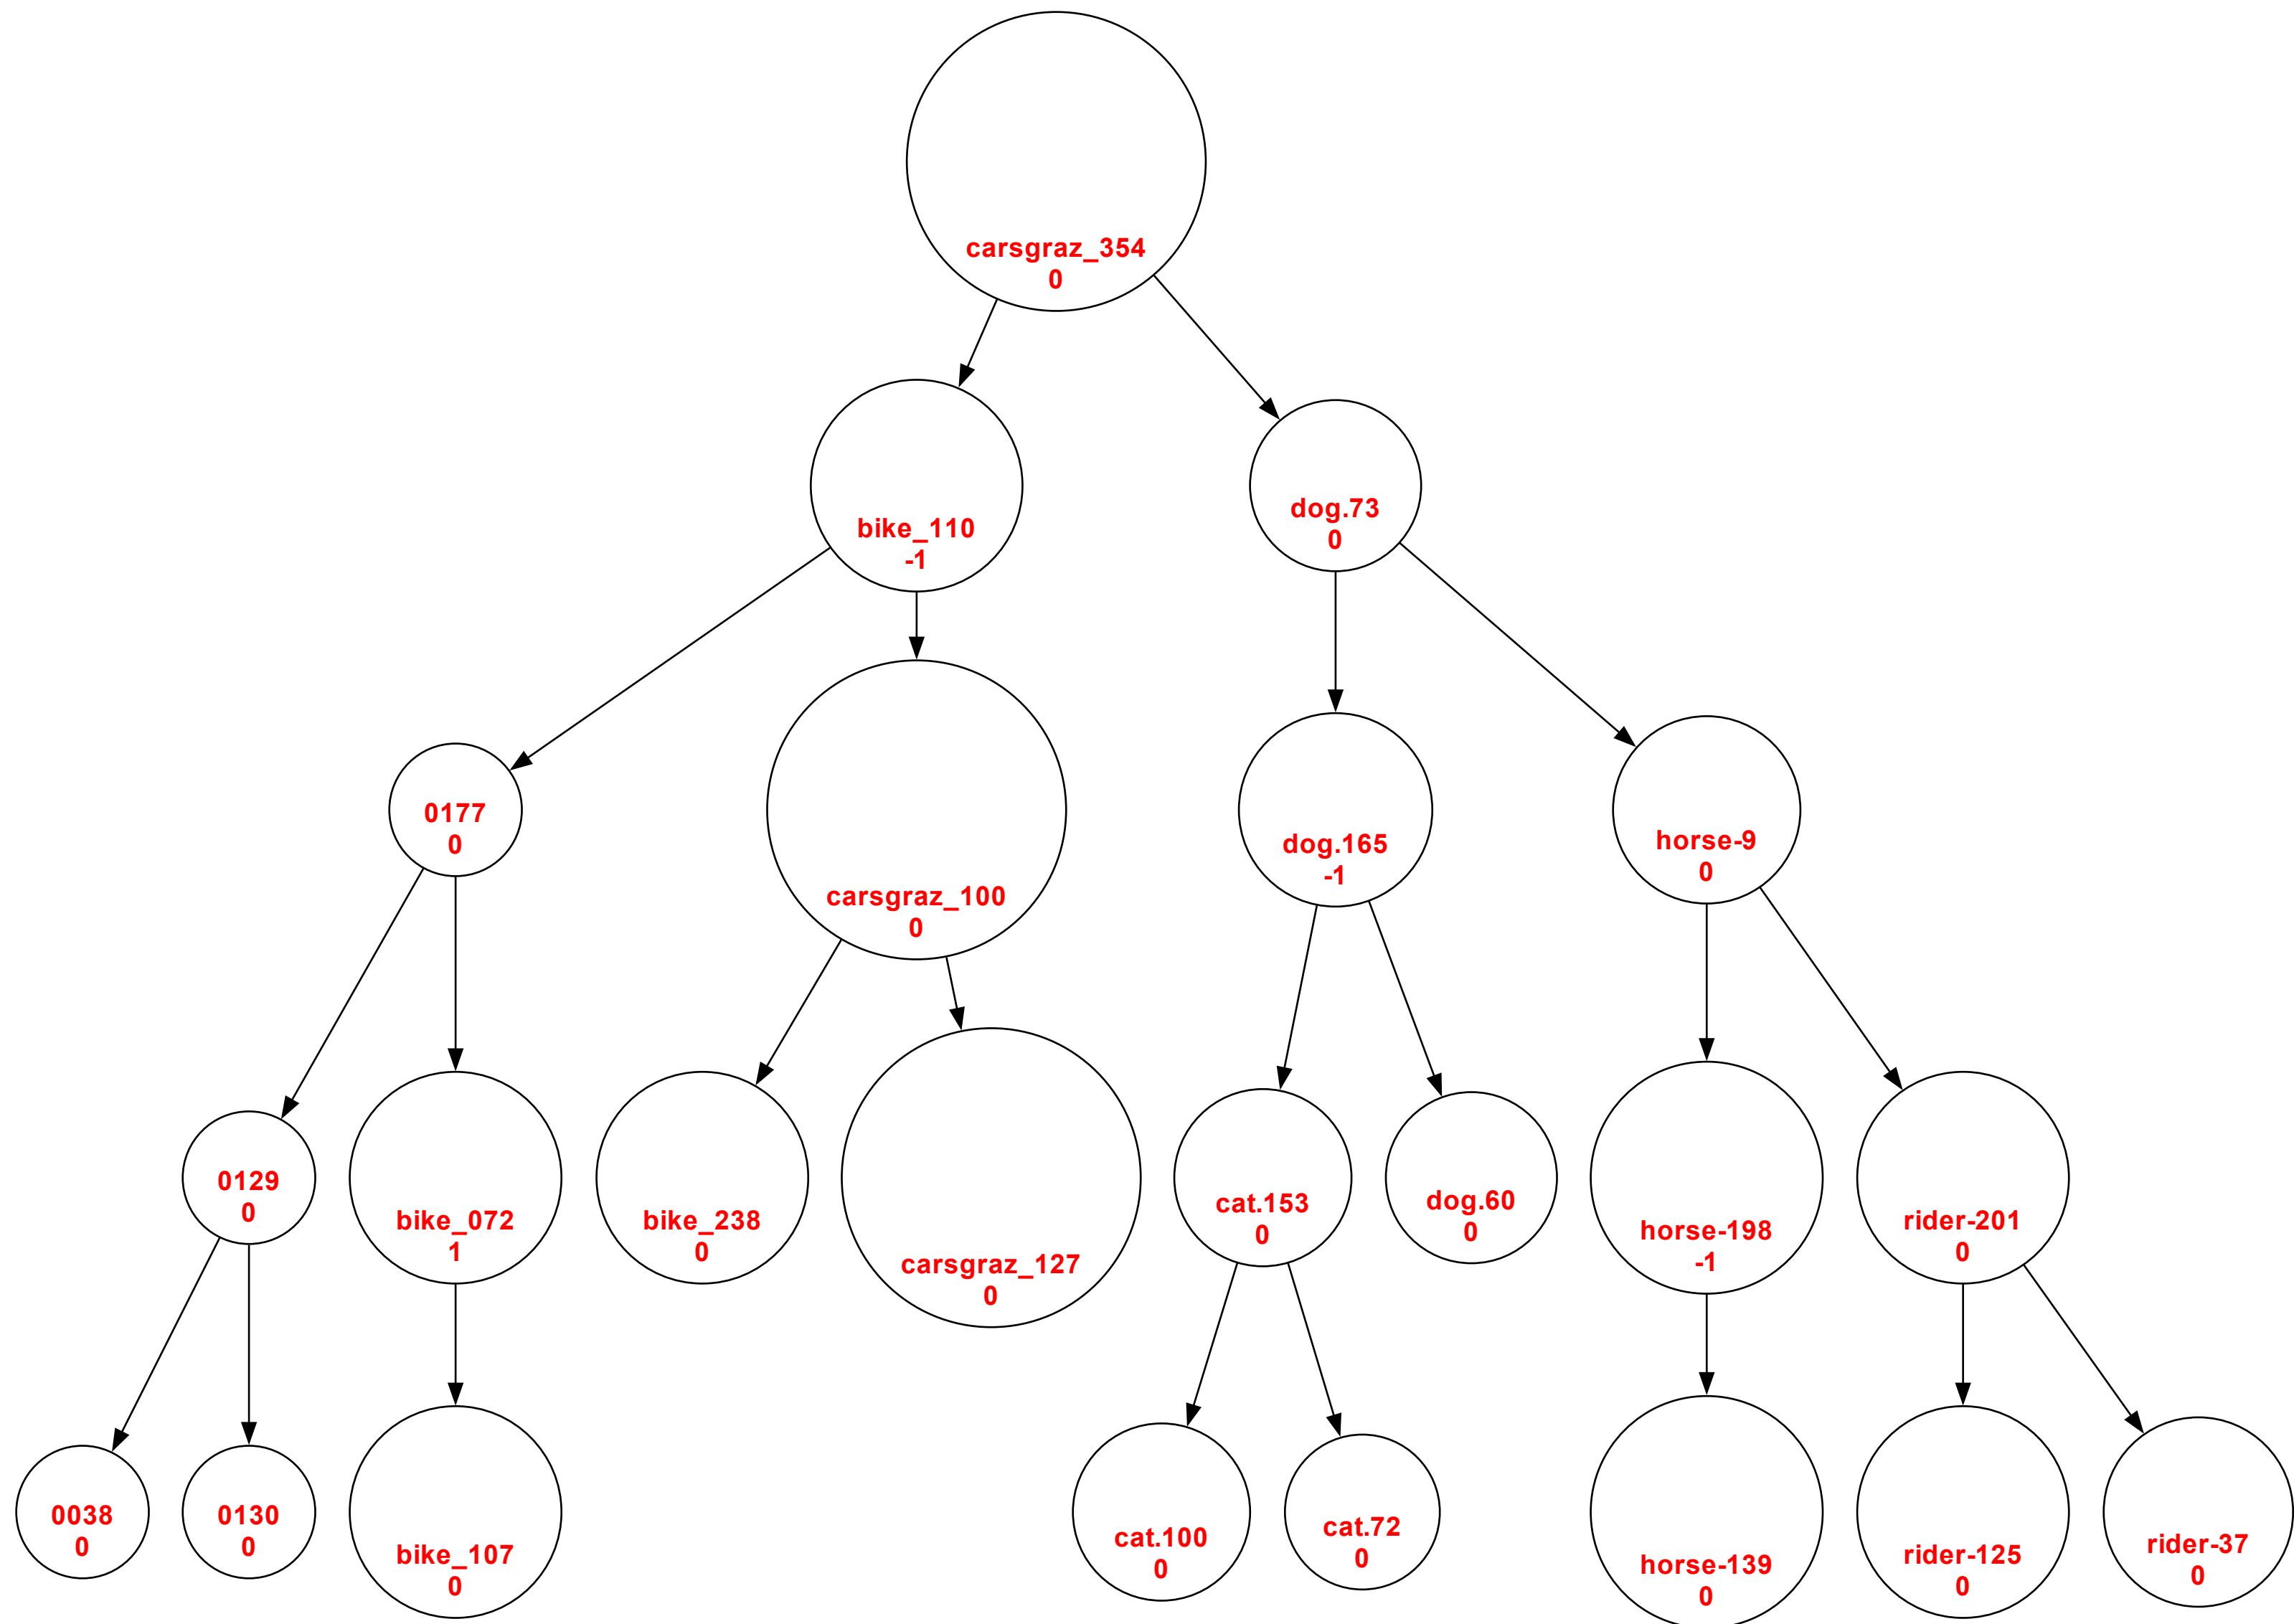 carsgraz_354
0
bike_110
-1
dog.73
0
0177
0
carsgraz_100
0
dog.165
-1
horse-9
0
0129
0
bike_072
1
bike_238
0
carsgraz_127
0
cat.153
0
dog.60
0
horse-198
-1
rider-201
0
0038
0
0130
0
bike_107
0
cat.100
0
cat.72
0
horse-139
0
rider-125
0
rider-37
0